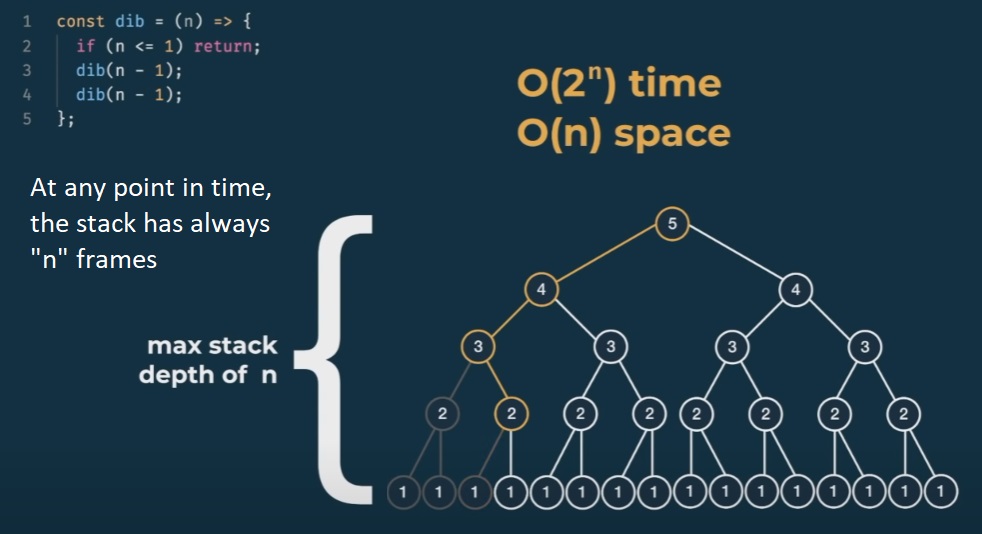 1 const dib = (n) => {
2 if (n <= 1) return;
3 dib(n - 1);
4 dib(n - 1);
5 };
O(2ⁿ) time
O(n) space
At any point in time,
the stack has always
"n" frames
max stack
depth of n
5
4 4
3 3 3 3
2 2 2 2 2 2 2 2
1 1 1 1 1 1 1 1 1 1 1 1 1 1 1 1